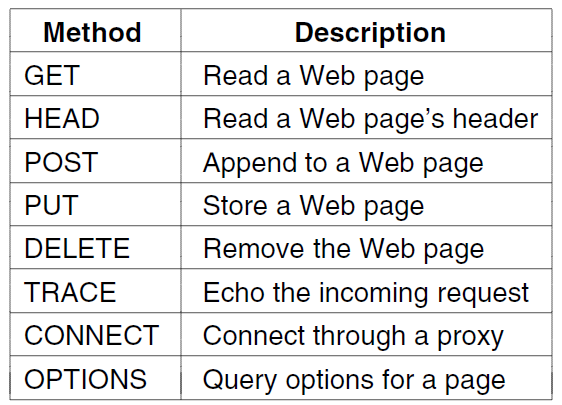 Method Description
GET Read a Web page
HEAD Read a Web page’s header
POST Append to a Web page
PUT Store a Web page
DELETE Remove the Web page
TRACE Echo the incoming request
CONNECT Connect through a proxy
OPTIONS Query options for a page